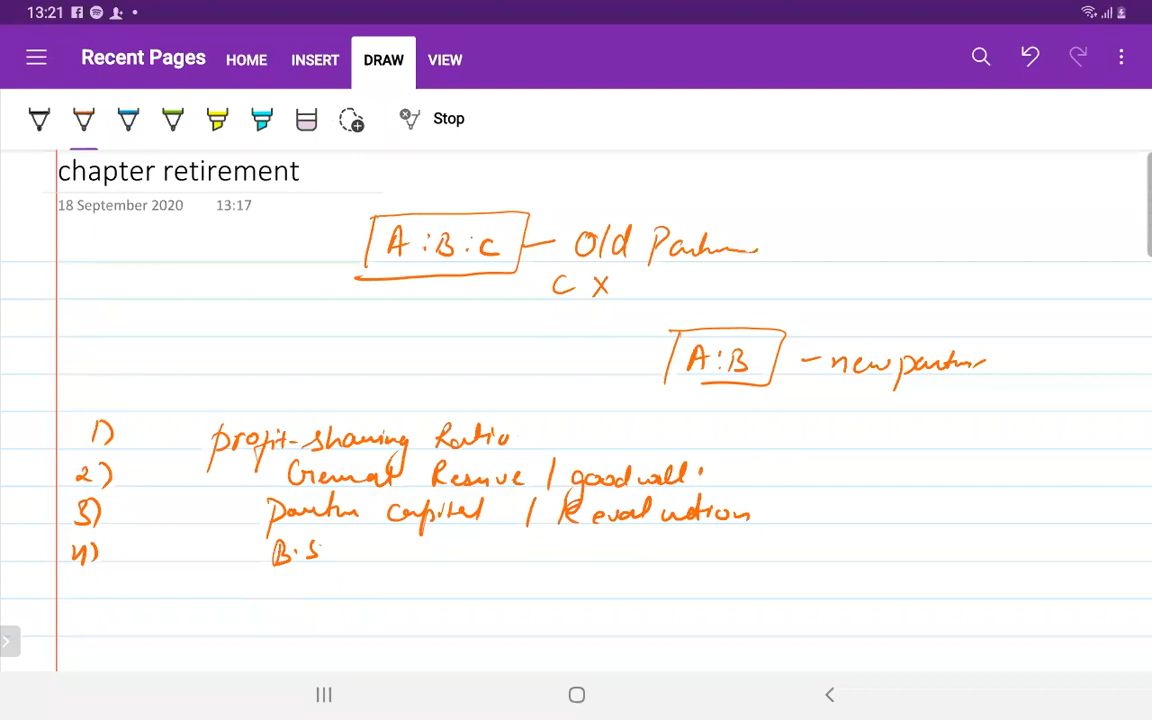 13:21
Recent Pages HOME INSERT DRAW VIEW
Stop
chapter retirement
18 September 2020 13:17
A : B : C - Old Partner
C X
A : B - new partner
1) profit-sharing Ratio
2) General Reserve / goodwill
3) Partner capital / Revaluation
4) B.S